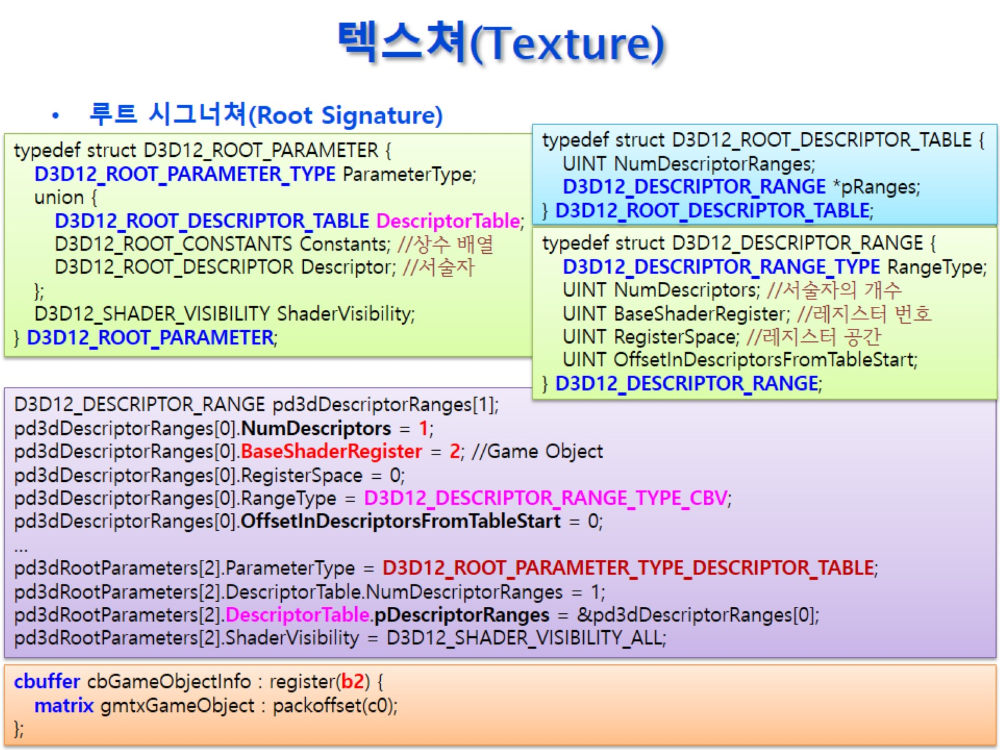 텍스쳐(Texture)
• 루트 시그너쳐(Root Signature)
typedef struct D3D12_ROOT_PARAMETER {
D3D12_ROOT_PARAMETER_TYPE ParameterType;
union {
D3D12_ROOT_DESCRIPTOR_TABLE DescriptorTable;
D3D12_ROOT_CONSTANTS Constants; //상수 배열
D3D12_ROOT_DESCRIPTOR Descriptor; //서술자
};
D3D12_SHADER_VISIBILITY ShaderVisibility;
} D3D12_ROOT_PARAMETER;
typedef struct D3D12_ROOT_DESCRIPTOR_TABLE {
UINT NumDescriptorRanges;
D3D12_DESCRIPTOR_RANGE *pRanges;
} D3D12_ROOT_DESCRIPTOR_TABLE;
typedef struct D3D12_DESCRIPTOR_RANGE {
D3D12_DESCRIPTOR_RANGE_TYPE RangeType;
UINT NumDescriptors; //서술자의 개수
UINT BaseShaderRegister; //레지스터 번호
UINT RegisterSpace; //레지스터 공간
UINT OffsetInDescriptorsFromTableStart;
} D3D12_DESCRIPTOR_RANGE;
D3D12_DESCRIPTOR_RANGE pd3dDescriptorRanges[1];
pd3dDescriptorRanges[0].NumDescriptors = 1;
pd3dDescriptorRanges[0].BaseShaderRegister = 2; //Game Object
pd3dDescriptorRanges[0].RegisterSpace = 0;
pd3dDescriptorRanges[0].RangeType = D3D12_DESCRIPTOR_RANGE_TYPE_CBV;
pd3dDescriptorRanges[0].OffsetInDescriptorsFromTableStart = 0;
...
pd3dRootParameters[2].ParameterType = D3D12_ROOT_PARAMETER_TYPE_DESCRIPTOR_TABLE;
pd3dRootParameters[2].DescriptorTable.NumDescriptorRanges = 1;
pd3dRootParameters[2].DescriptorTable.pDescriptorRanges = &pd3dDescriptorRanges[0];
pd3dRootParameters[2].ShaderVisibility = D3D12_SHADER_VISIBILITY_ALL;
cbuffer cbGameObjectInfo : register(b2) {
matrix gmtxGameObject : packoffset(c0);
};